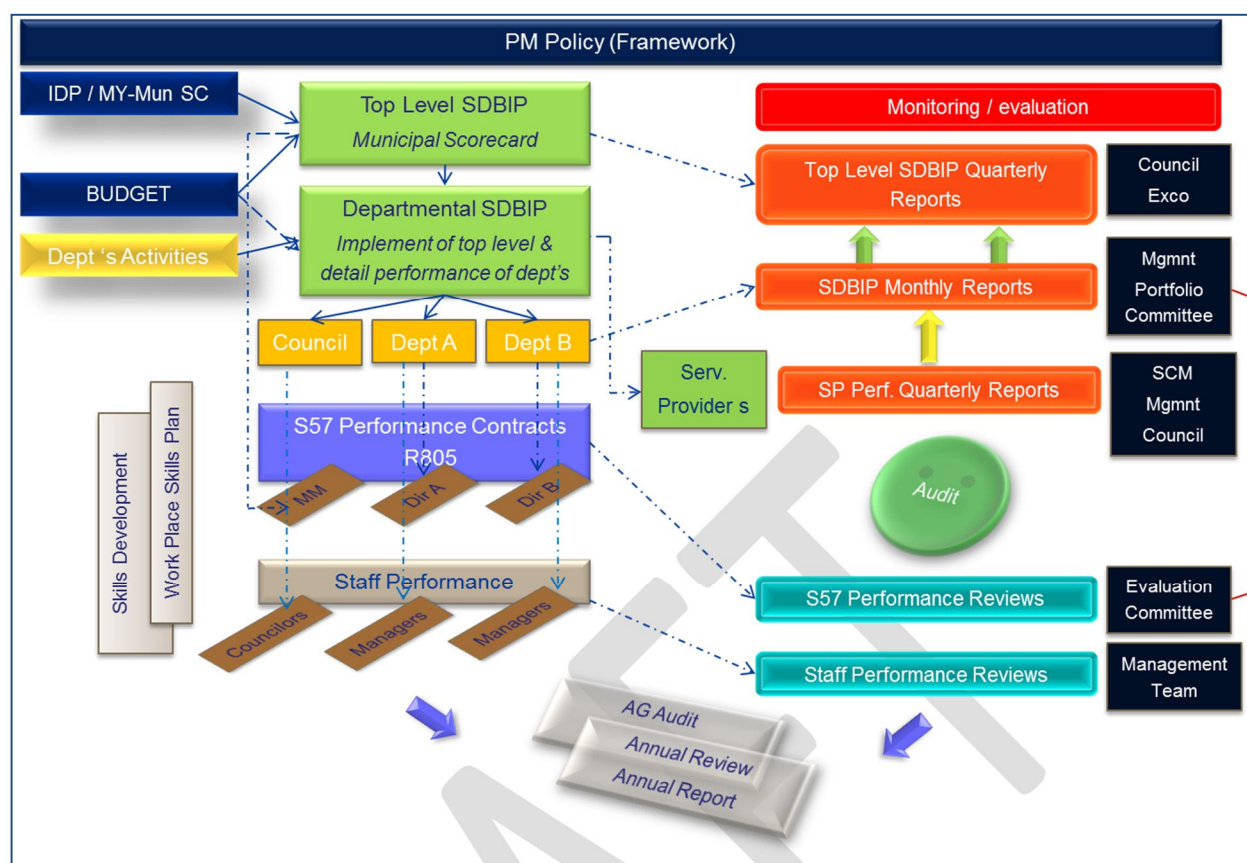 PM Policy (Framework)
IDP / MY-Mun SC
BUDGET
Dept ‘s Activities
Top Level SDBIP
Municipal Scorecard
Departmental SDBIP
Implement of top level &
detail performance of dept’s
Council
Dept A
Dept B
Serv.
Provider s
S57 Performance Contracts
R805
MM
Dir A
Dir B
Staff Performance
Councilors
Managers
Managers
Skills Development
Work Place Skills Plan
Monitoring / evaluation
Top Level SDBIP Quarterly
Reports
Council
Exco
SDBIP Monthly Reports
Mgmnt
Portfolio
Committee
SP Perf. Quarterly Reports
SCM
Mgmnt
Council
Audit
S57 Performance Reviews
Evaluation
Committee
Staff Performance Reviews
Management
Team
AG Audit
Annual Review
Annual Report